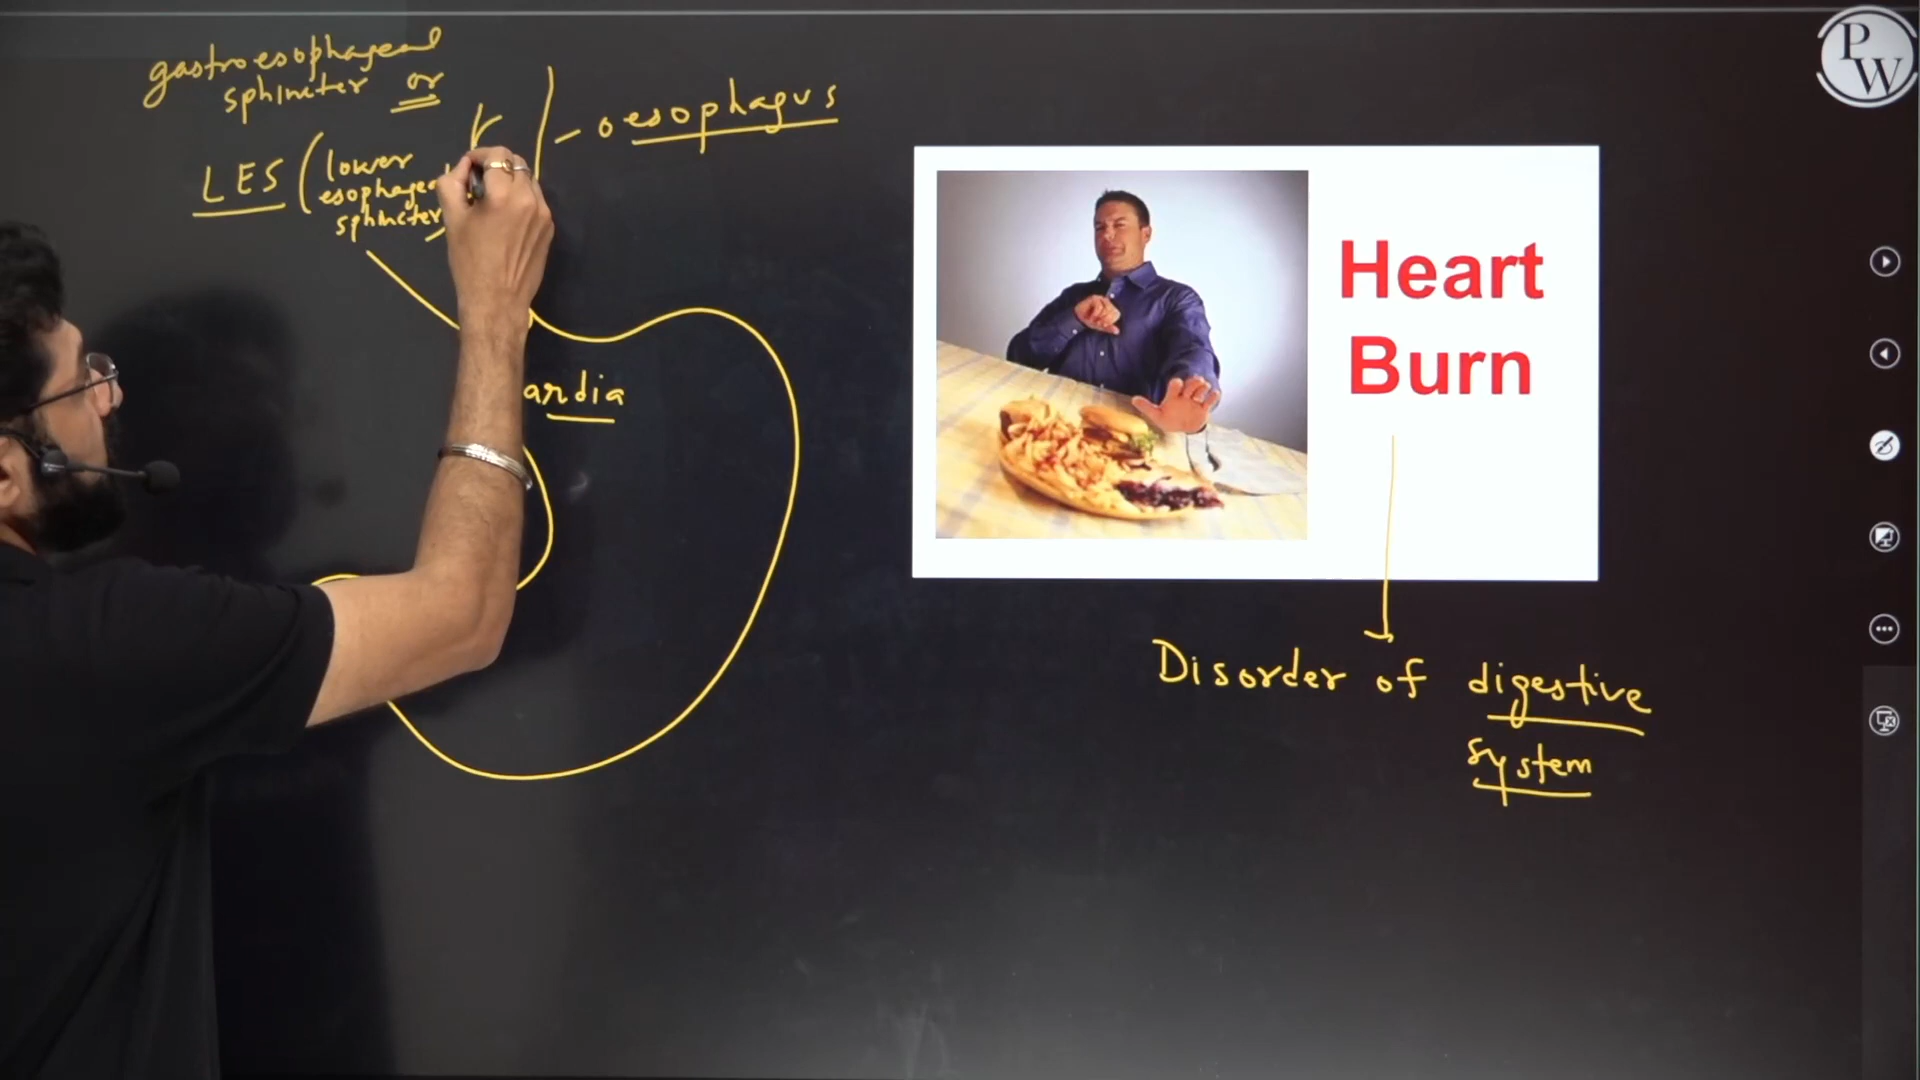 gastroesophageal
sphincter or
LES (lower
esophageal
sphincter
oesophagus
ardia
Heart
Burn
Disorder of digestive
system
PW